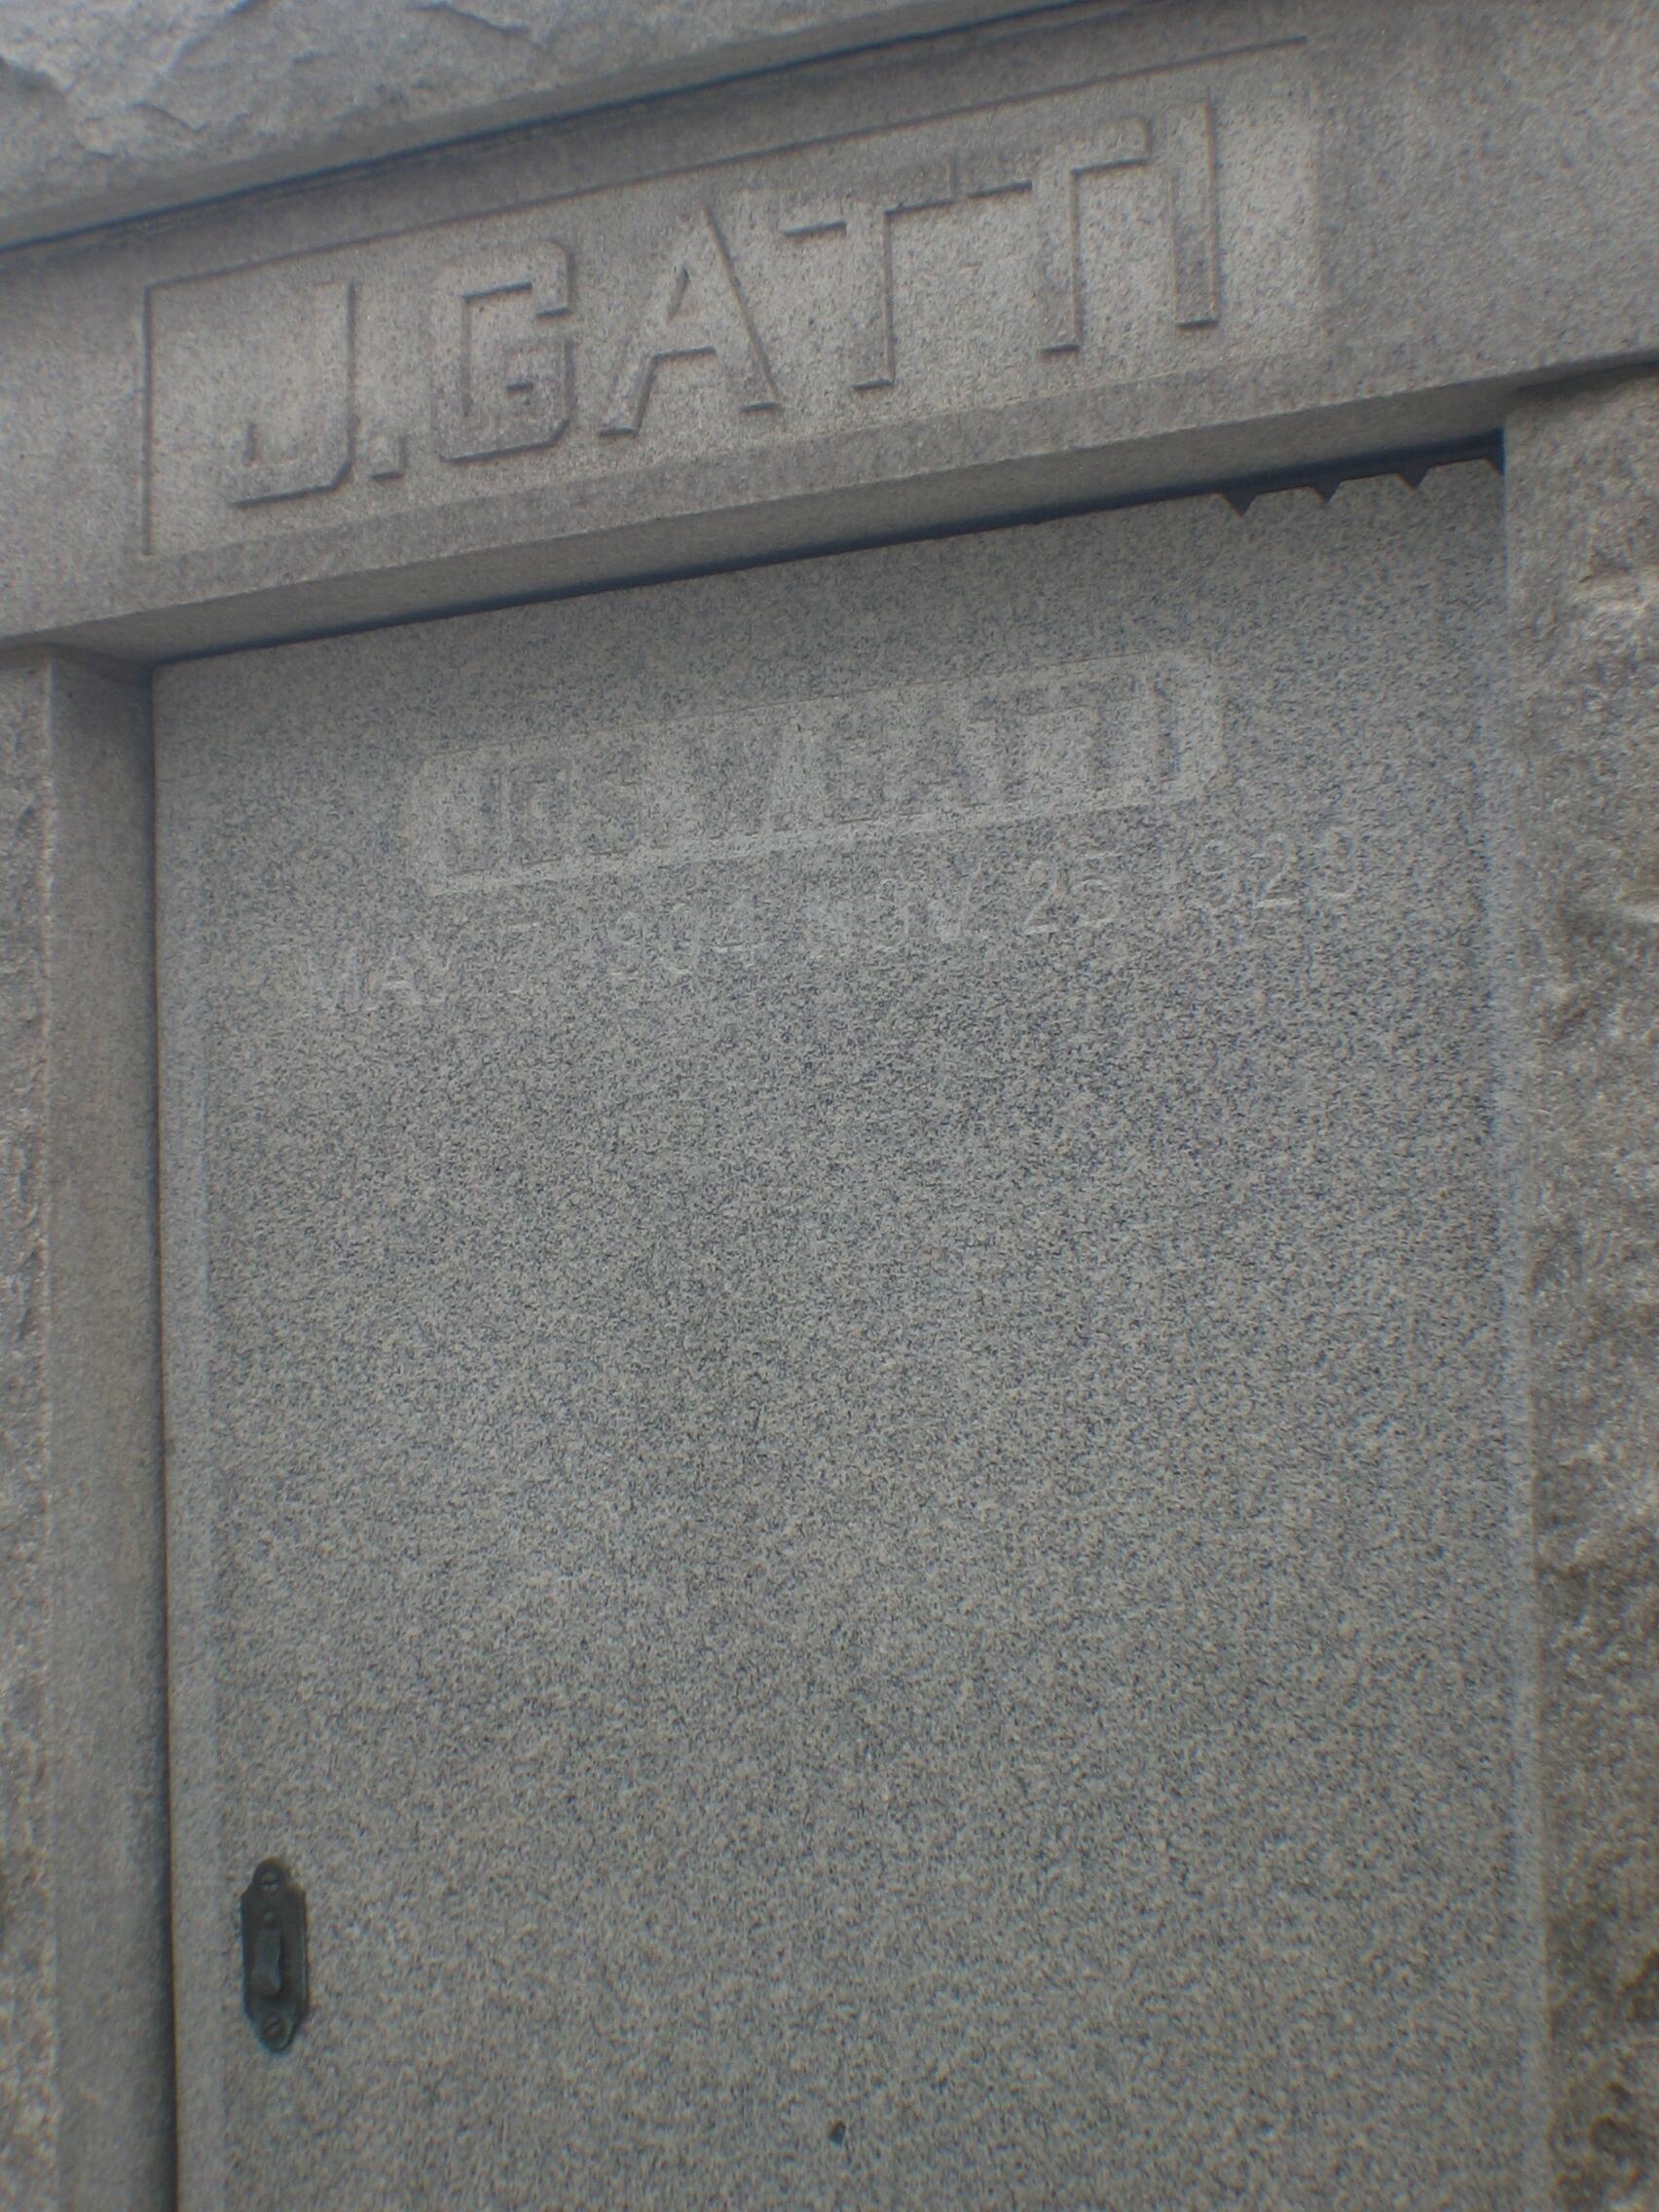 J.GATTI
JOS.W.GATTI
MAY 7 1904 NOV. 25 1929